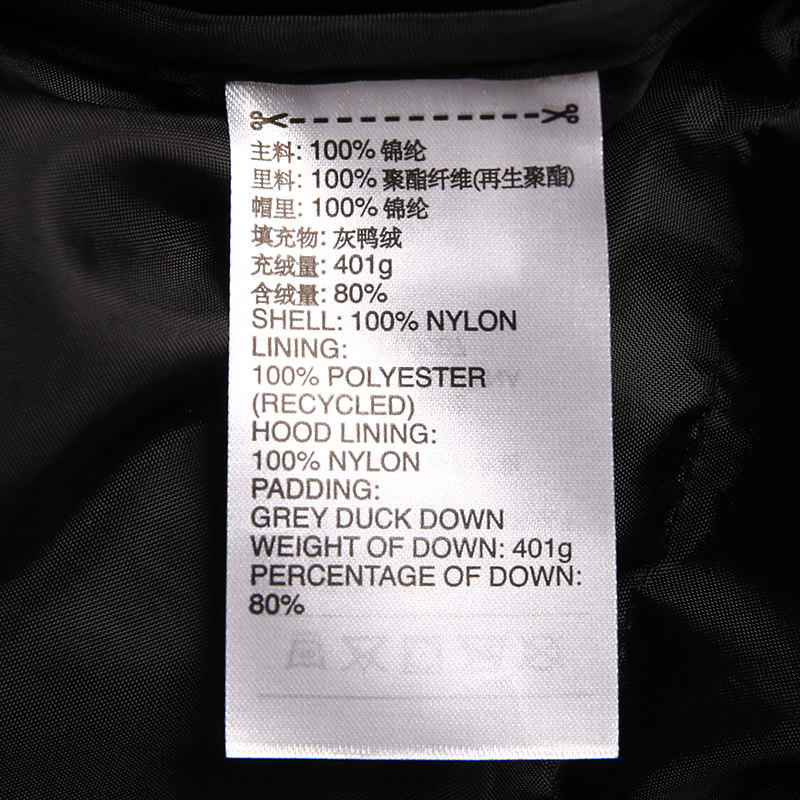 主料: 100% 锦纶
里料: 100% 聚酯纤维(再生聚酯)
帽里: 100% 锦纶
填充物: 灰鸭绒
充绒量: 401g
含绒量: 80%
SHELL: 100% NYLON
LINING:
100% POLYESTER
(RECYCLED)
HOOD LINING:
100% NYLON
PADDING:
GREY DUCK DOWN
WEIGHT OF DOWN: 401g
PERCENTAGE OF DOWN:
80%